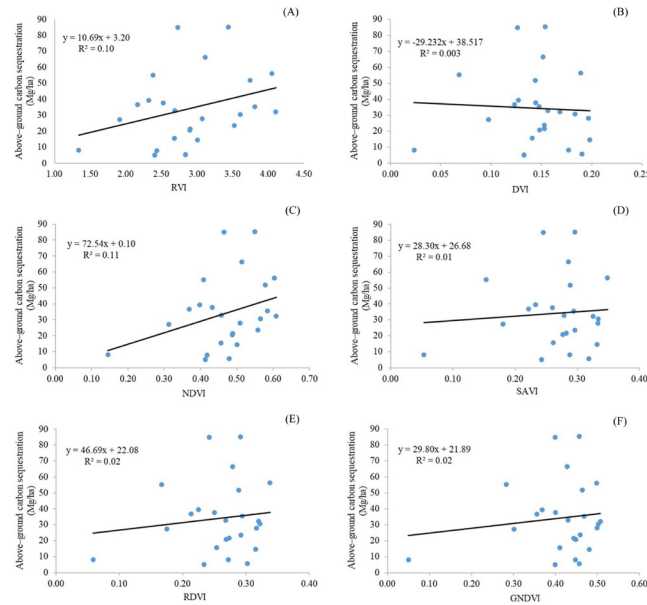 (A)
Above–ground carbon sequestration
(Mg/ha)
90
80
70
60
50
40
30
20
10
0
y = 10.69x + 3.20
R² = 0.10
1.00 1.50 2.00 2.50 3.00 3.50 4.00 4.50
RVI
(B)
Above–ground carbon sequestration
(Mg/ha)
90
80
70
60
50
40
30
20
10
0
y = -29.232x + 38.517
R² = 0.003
0.00 0.05 0.10 0.15 0.20 0.25
DVI
(C)
Above–ground carbon sequestration
(Mg/ha)
90
80
70
60
50
40
30
20
10
0
y = 72.54x + 0.10
R² = 0.11
0.00 0.10 0.20 0.30 0.40 0.50 0.60 0.70
NDVI
(D)
Above–ground carbon sequestration
(Mg/ha)
90
80
70
60
50
40
30
20
10
0
y = 28.30x + 26.68
R² = 0.01
0.00 0.10 0.20 0.30 0.40
SAVI
(E)
Above–ground carbon sequestration
(Mg/ha)
90
80
70
60
50
40
30
20
10
0
y = 46.69x + 22.08
R² = 0.02
0.00 0.10 0.20 0.30 0.40
RDVI
(F)
Above–ground carbon sequestration
(Mg/ha)
90
80
70
60
50
40
30
20
10
0
y = 29.80x + 21.89
R² = 0.02
0.00 0.10 0.20 0.30 0.40 0.50 0.60
GNDVI